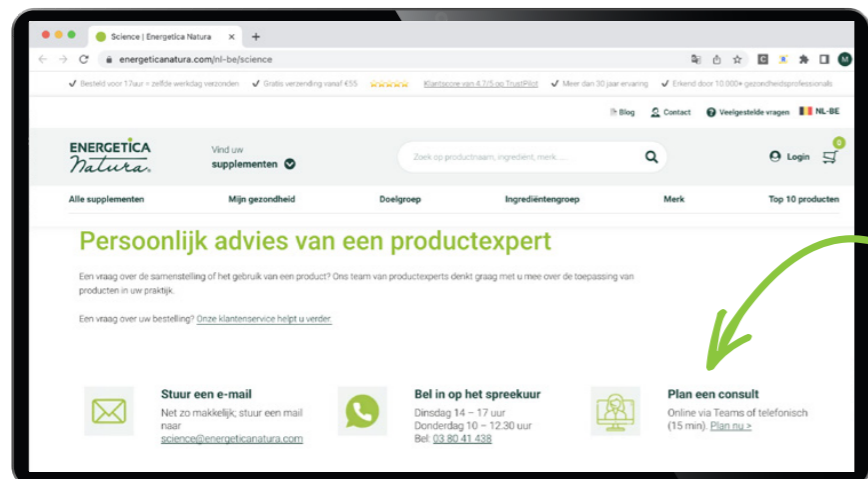 Science | Energetica Natura
energeticanatura.com/nl-be/science
M
Besteld voor 17uur = zelfde werkdag verzonden
Gratis verzending vanaf €55
Klantscore van 4.7/5 op TrustPilot
Meer dan 30 jaar ervaring
Erkend door 10.000+ gezondheidsprofessionals
Blog
Contact
Veelgestelde vragen
NL-BE
ENERGETICA
Natura
Vind uw
supplementen
Zoek op productnaam, ingrediënt, merk.....
Login
0
Alle supplementen
Mijn gezondheid
Doelgroep
Ingrediëntengroep
Merk
Top 10 producten
Persoonlijk advies van een productexpert
Een vraag over de samenstelling of het gebruik van een product? Ons team van productexperts denkt graag met u mee over de toepassing van
producten in uw praktijk.
Een vraag over uw bestelling? Onze klantenservice helpt u verder.
Stuur een e-mail
Net zo makkelijk; stuur een mail
naar
science@energeticanatura.com
Bel in op het spreekuur
Dinsdag 14 – 17 uur
Donderdag 10 – 12.30 uur
Bel: 03 80 41 438
Plan een consult
Online via Teams of telefonisch
(15 min). Plan nu >